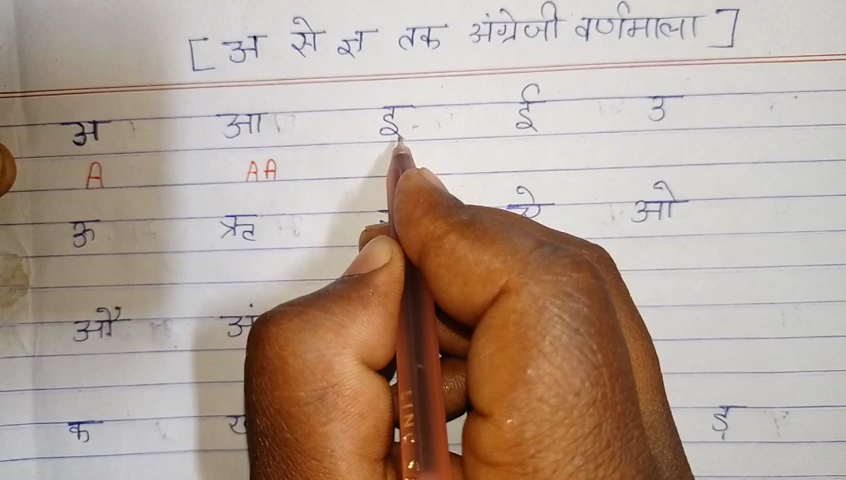 [ अ से ज्ञ तक अंग्रेजी वर्णमाला ]
अ आ इ ई उ
A AA
ऊ ऋ ऐ ओ
औ अं
क ख ङ